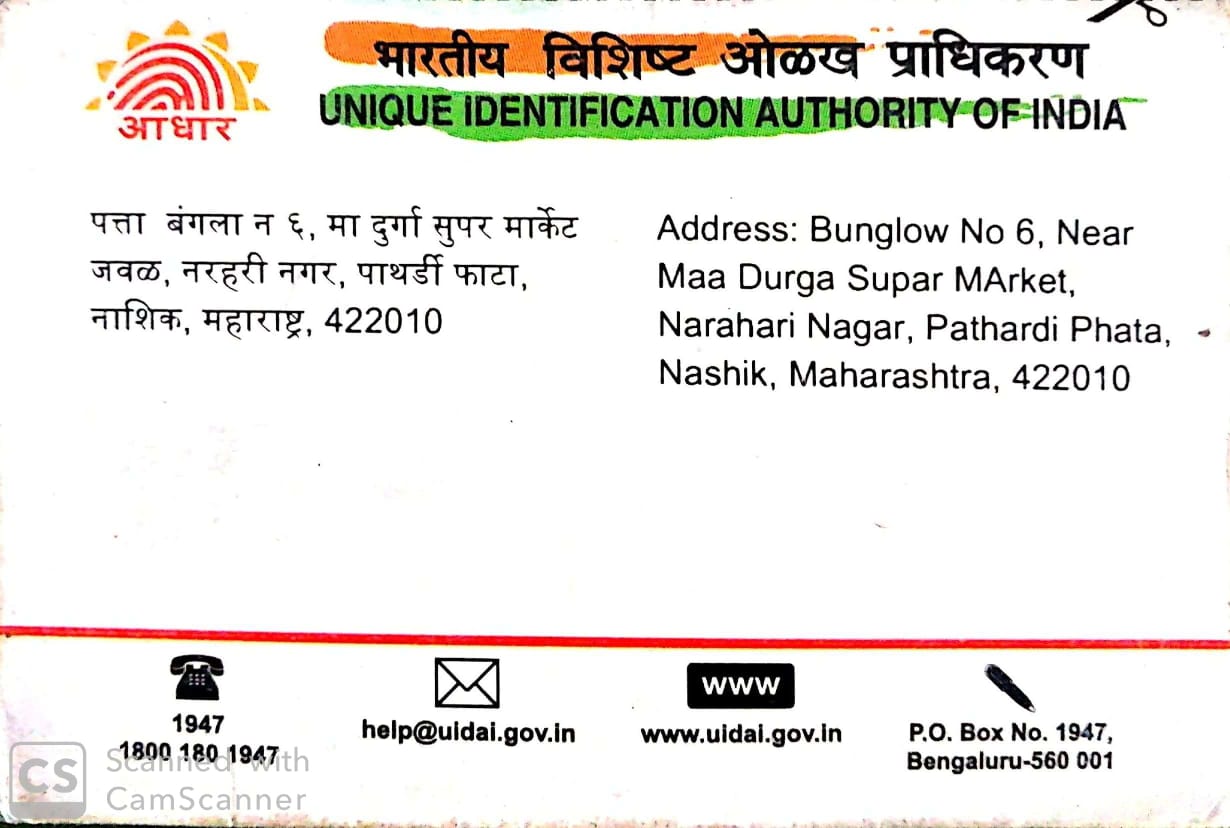 भारतीय विशिष्ट ओळख प्राधिकरण
आधार
UNIQUE IDENTIFICATION AUTHORITY OF INDIA
पत्ता बंगला न ६, मा दुर्गा सुपर मार्केट
जवळ, नरहरी नगर, पाथर्डी फाटा,
नाशिक, महाराष्ट्र, 422010
Address: Bunglow No 6, Near
Maa Durga Supar MArket,
Narahari Nagar, Pathardi Phata,
Nashik, Maharashtra, 422010
1947
1800 180 1947
help@uidai.gov.in
www
www.uidai.gov.in
P.O. Box No. 1947,
Bengaluru-560 001
CS
Scanned with
CamScanner